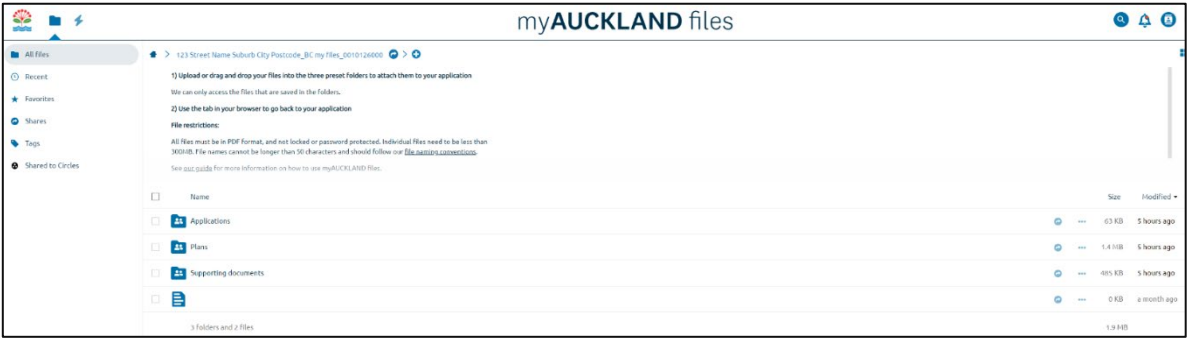 myAUCKLAND files
All files
Recent
Favorites
Shares
Tags
Shared to Circles
123 Street Name Suburb City Postcode_BC my files_0010126000
1) Upload or drag and drop your files into the three preset folders to attach them to your application
We can only access the files that are saved in the folders.
2) Use the tab in your browser to go back to your application
File restrictions:
All files must be in PDF format, and not locked or password protected. Individual files need to be less than
300MB. File names cannot be longer than 50 characters and should follow our file naming conventions.
See our guide for more information on how to use myAUCKLAND files.
Name Size Modified
Applications 63 KB 5 hours ago
Plans 1.4 MB 5 hours ago
Supporting documents 485 KB 5 hours ago
0 KB a month ago
3 folders and 2 files 1.9 MB